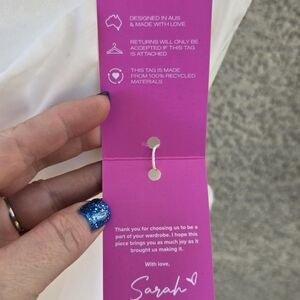 DESIGNED IN AUS
& MADE WITH LOVE
RETURNS WILL ONLY BE
ACCEPTED IF THIS TAG
IS ATTACHED
THIS TAG IS MADE
FROM 100% RECYCLED
MATERIALS
Thank you for choosing us to be a
part of your wardrobe. I hope this
piece brings you as much joy as it
brought us making it.
With love,
Sarah